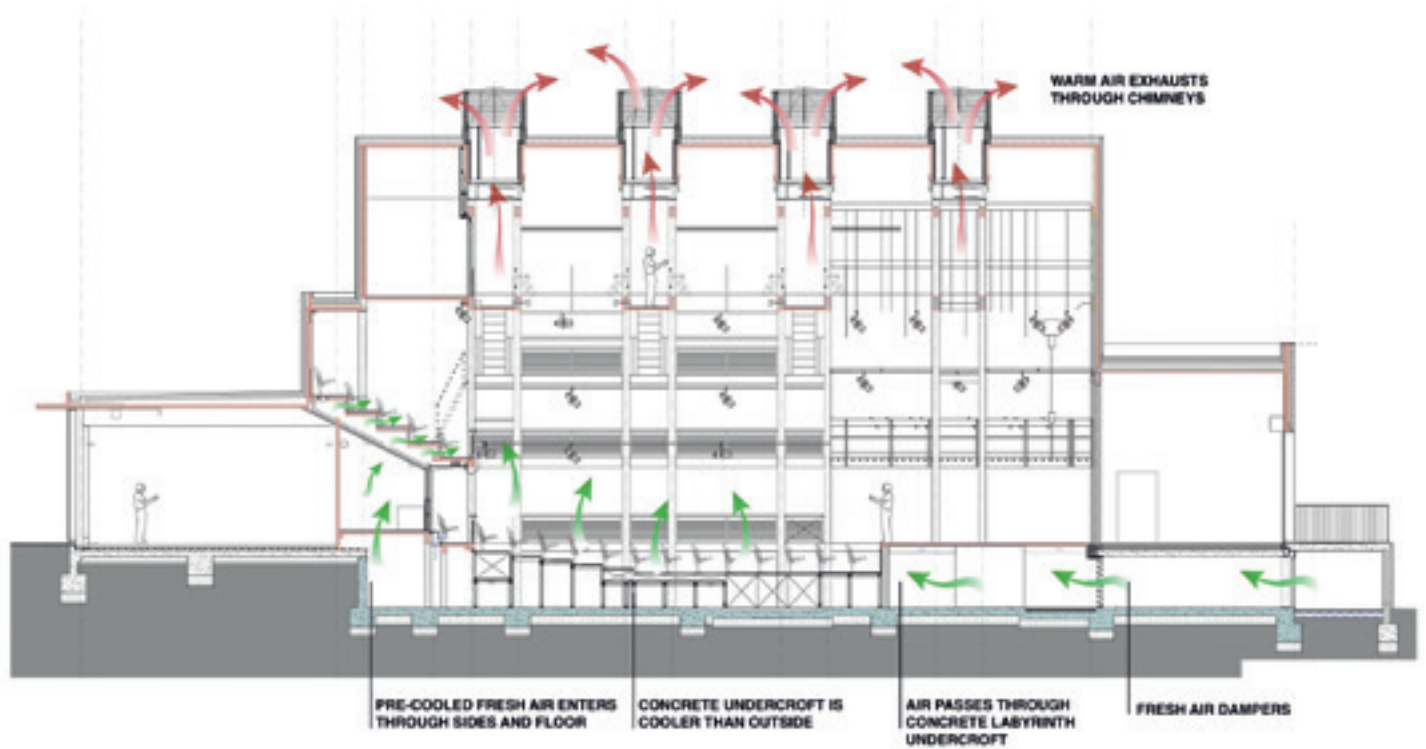 WARM AIR EXHAUSTS
THROUGH CHIMNEYS
PRE-COOLED FRESH AIR ENTERS
THROUGH SIDES AND FLOOR
CONCRETE UNDERCROFT IS
COOLER THAN OUTSIDE
AIR PASSES THROUGH
CONCRETE LABYRINTH
UNDERCROFT
FRESH AIR DAMPERS